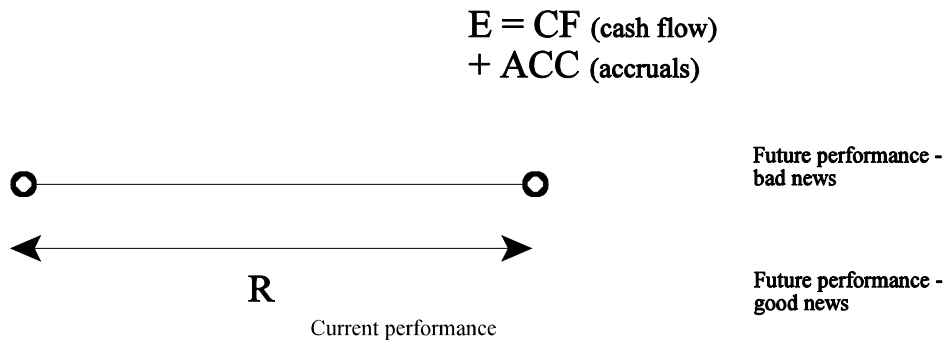 E = CF (cash flow)
+ ACC (accruals)
Future performance -
bad news
R
Future performance -
good news
Current performance